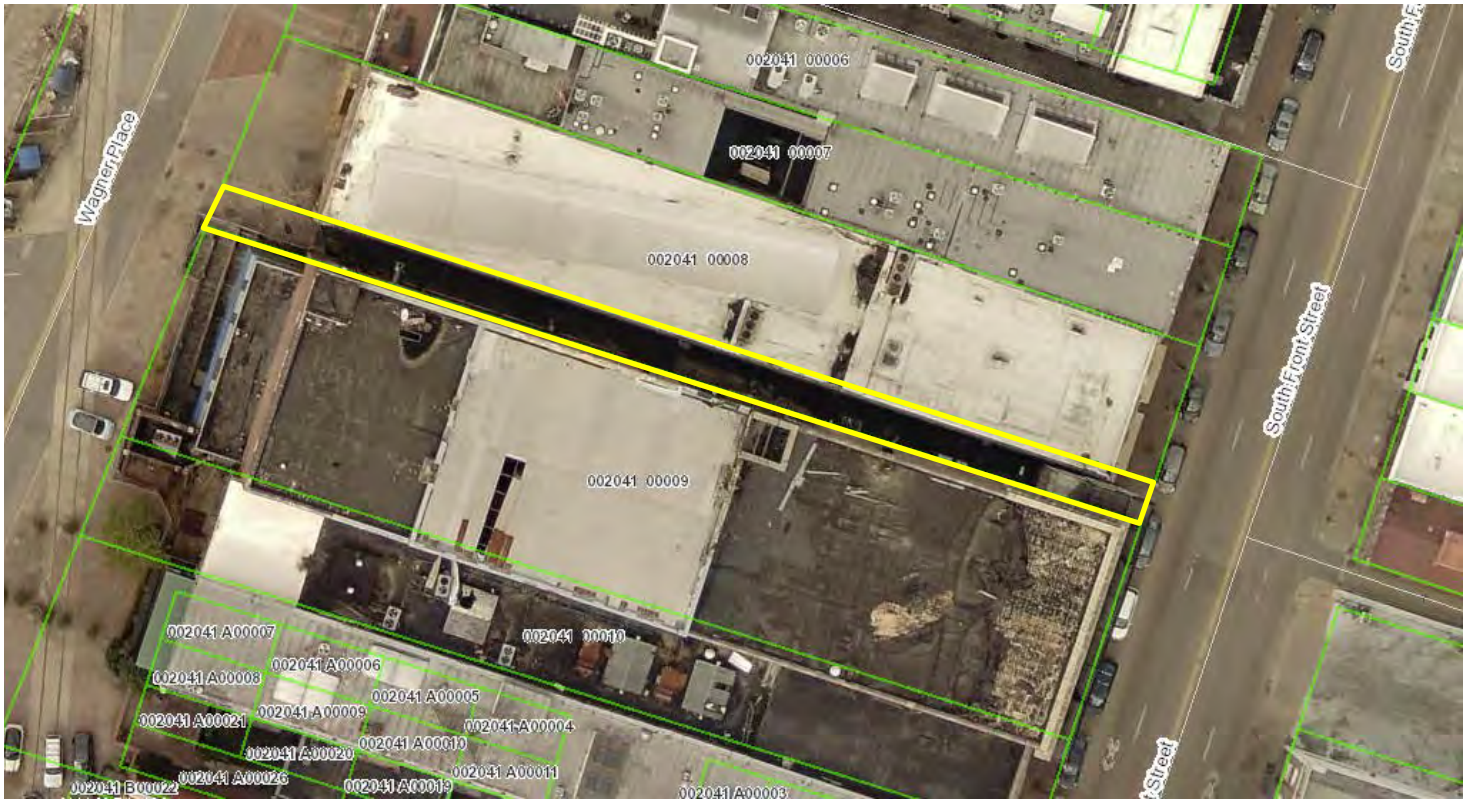 002041 00006
South F
002041 00007
Wagner Place
002041 00008
South Front Street
002041 00009
002041 00010
002041 A00007
002041 A00006
002041 A00008
002041 A00005
002041 A00009
002041 A00004
002041 A00021
002041 A00010
002041 A00020
002041 A00011
002041 A00026
002041 A00019
002041 B00022
002041 A00003
t Street